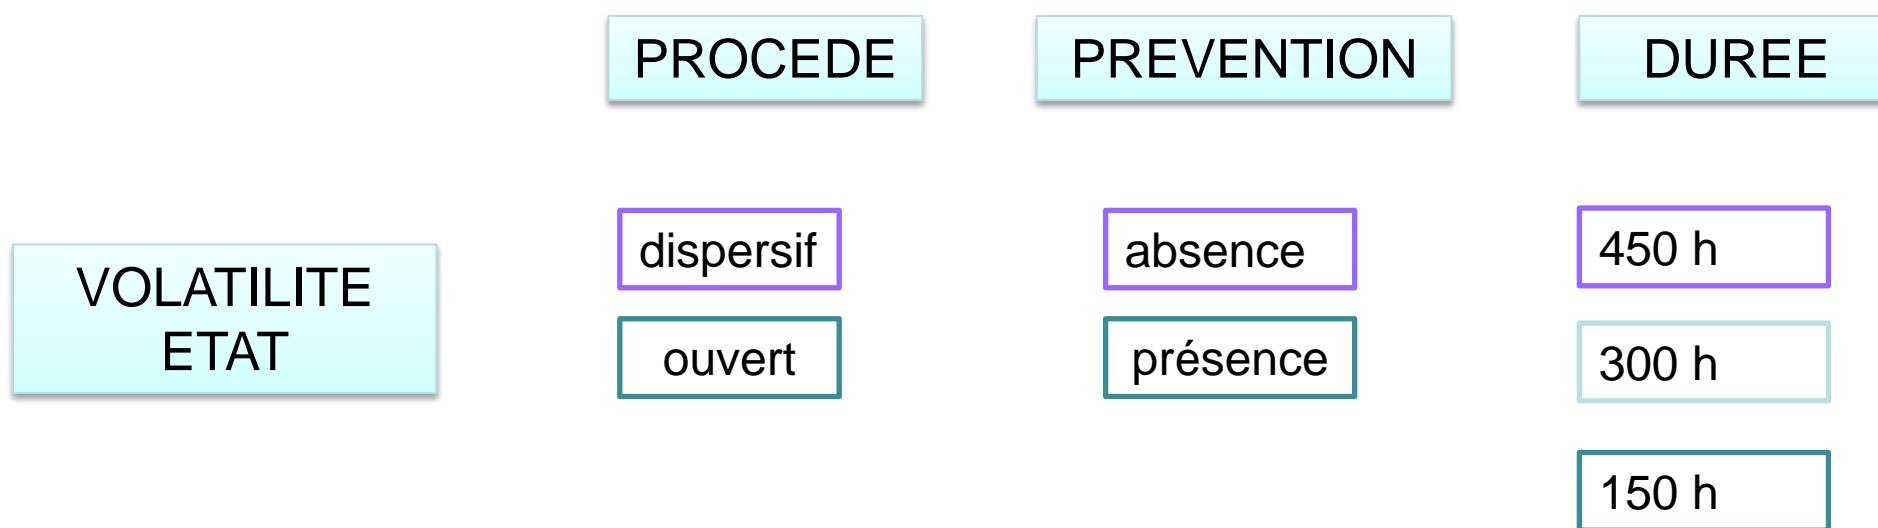 PROCEDE
PREVENTION
DUREE
VOLATILITE
ETAT
dispersif
absence
450 h
ouvert
présence
300 h
150 h